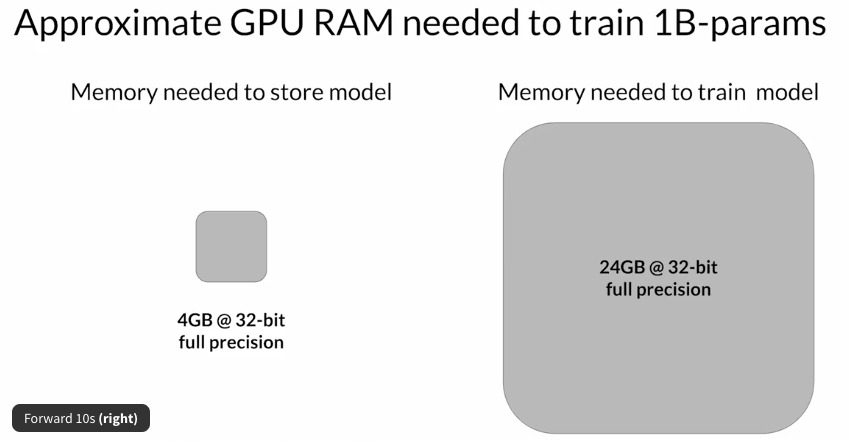 Approximate GPU RAM needed to train 1B-params
Memory needed to store model
Memory needed to train model
4GB @ 32-bit
full precision
24GB @ 32-bit
full precision
Forward 10s (right)